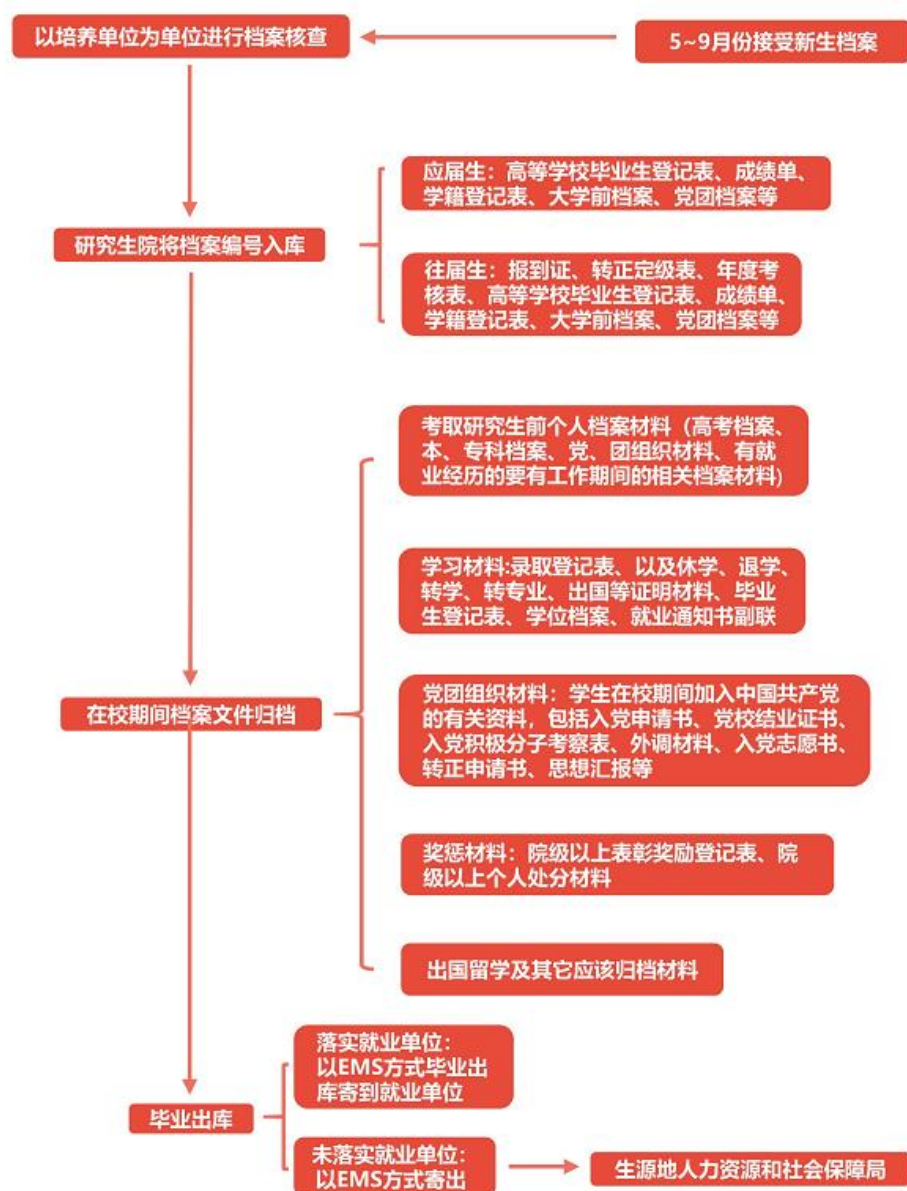 以培养单位为单位进行档案核查
5~9月份接受新生档案
应届生：高等学校毕业生登记表、成绩单、
学籍登记表、大学前档案、党团档案等
研究生院将档案编号入库
往届生：报到证、转正定级表、年度考
核表、高等学校毕业生登记表、成绩单、
学籍登记表、大学前档案、党团档案等
考取研究生前个人档案材料（高考档案、
本、专科档案、党、团组织材料、有就
业经历的要有工作期间的相关档案材料)
学习材料:录取登记表、以及休学、退学、
转学、转专业、出国等证明材料、毕业
生登记表、学位档案、就业通知书副联
在校期间档案文件归档
党团组织材料：学生在校期间加入中国共产党
的有关资料，包括入党申请书、党校结业证书、
入党积极分子考察表、外调材料、入党志愿书、
转正申请书、思想汇报等
奖惩材料：院级以上表彰奖励登记表、院
级以上个人处分材料
出国留学及其它应该归档材料
落实就业单位：
以EMS方式毕业出
库寄到就业单位
毕业出库
未落实就业单位：
以EMS方式寄出
生源地人力资源和社会保障局